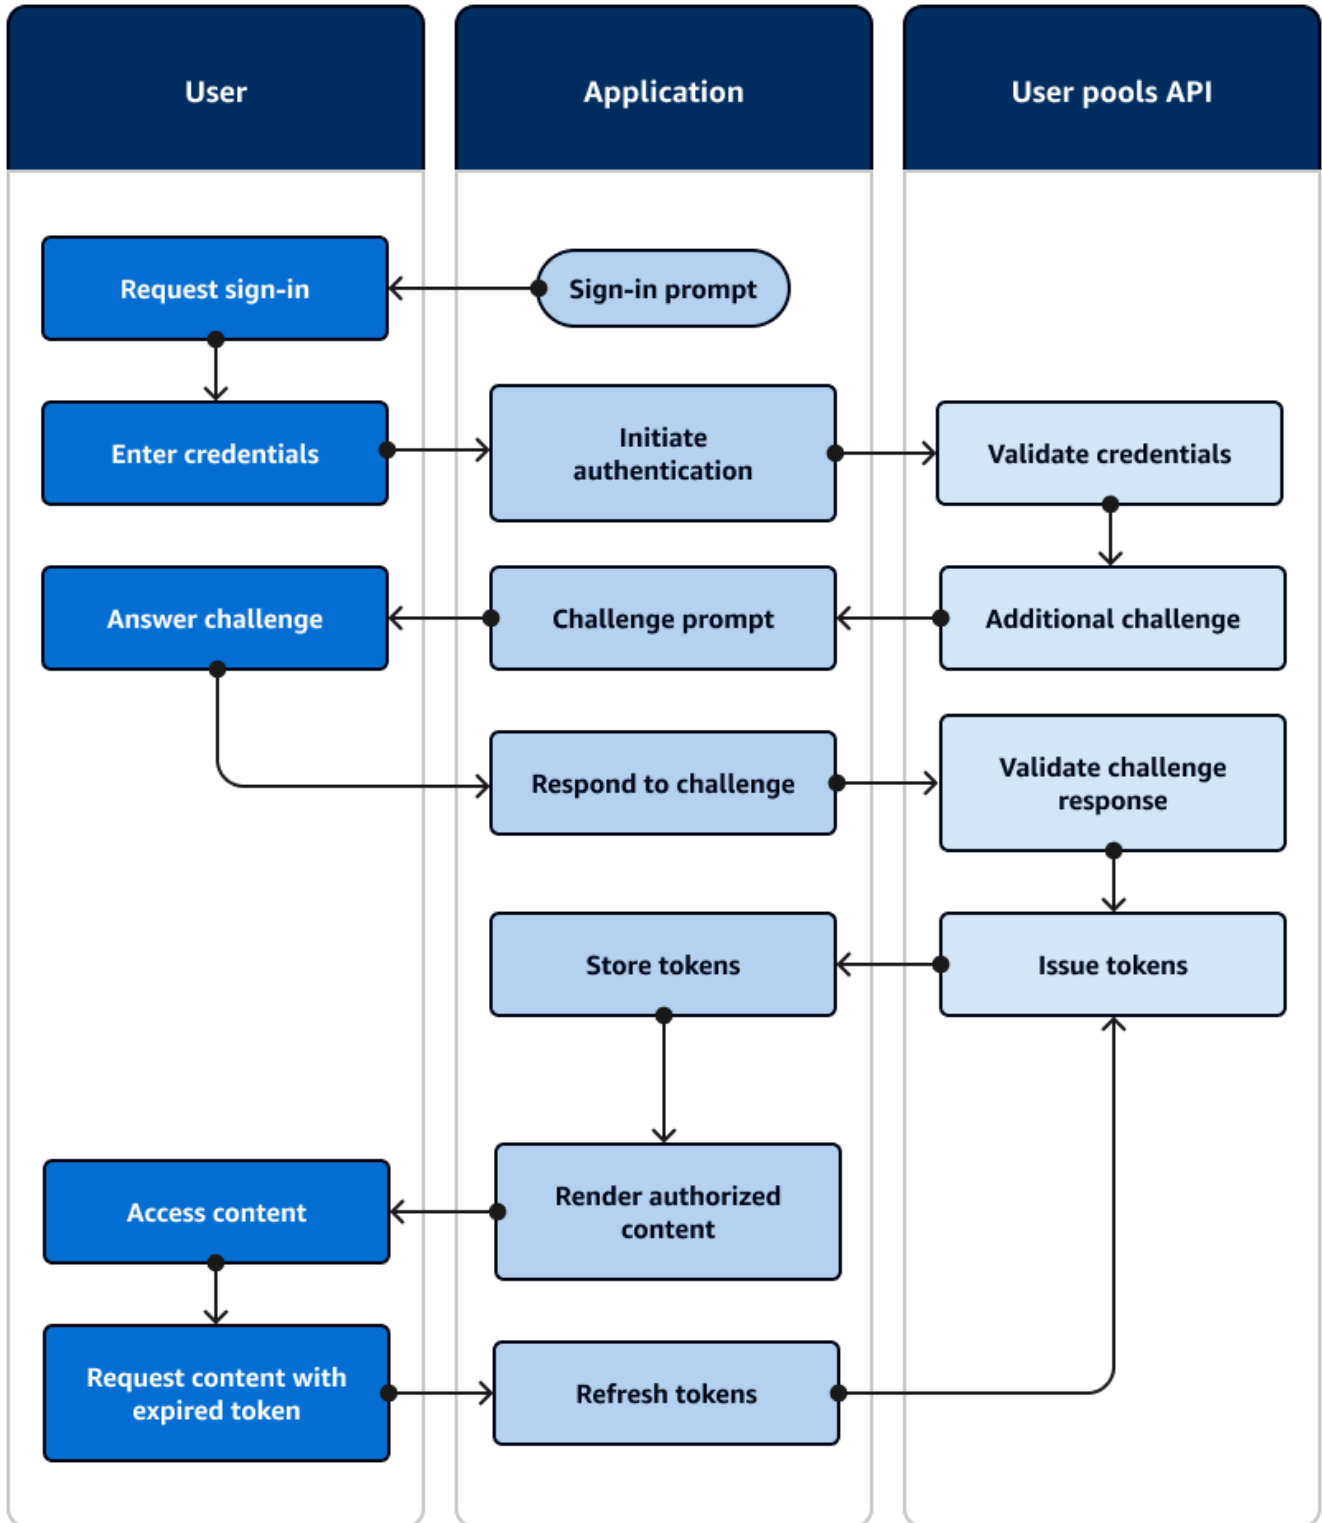 User
Application
User pools API
Request sign-in
Sign-in prompt
Enter credentials
Initiate
authentication
Validate credentials
Answer challenge
Challenge prompt
Additional challenge
Respond to challenge
Validate challenge
response
Store tokens
Issue tokens
Access content
Render authorized
content
Request content with
expired token
Refresh tokens